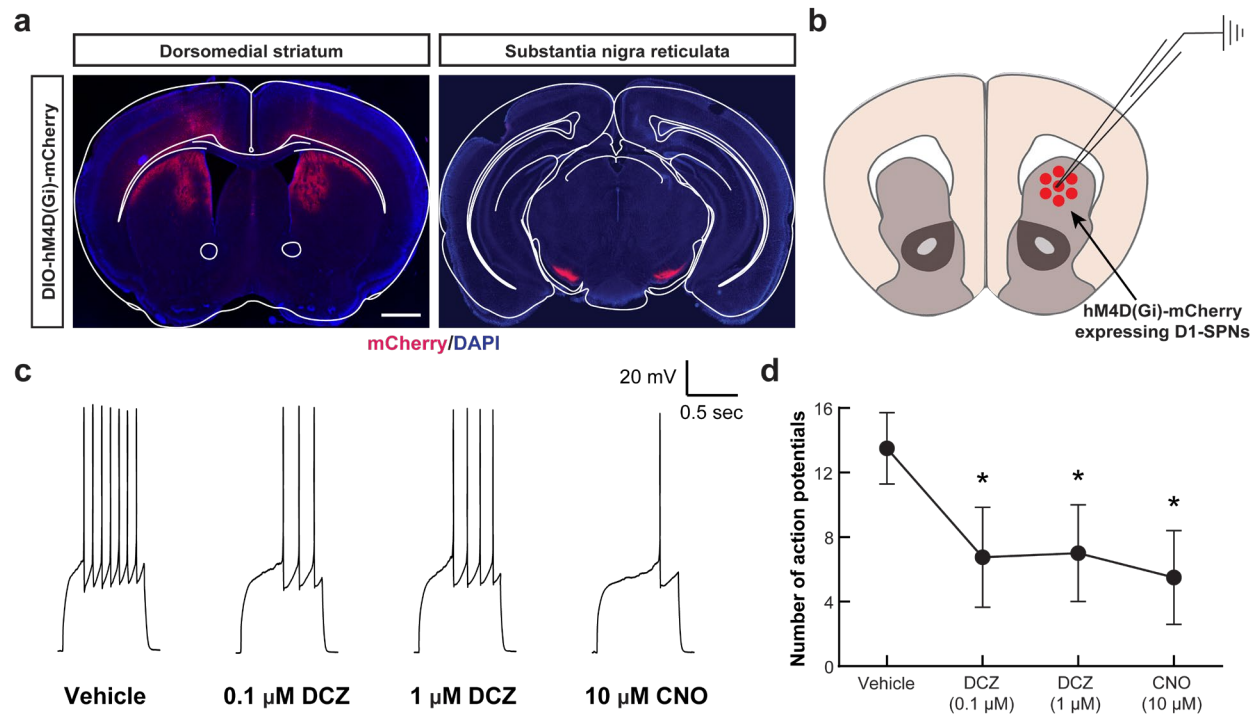 a
Dorsomedial striatum
Substantia nigra reticulata
DIO-hM4D(Gi)-mCherry
mCherry/DAPI
b
hM4D(Gi)-mCherry
expressing D1-SPNs
c
20 mV
0.5 sec
Vehicle
0.1 µM DCZ
1 µM DCZ
10 µM CNO
d
Number of action potentials
16
12
8
4
0
*
*
*
Vehicle
DCZ
(0.1 µM)
DCZ
(1 µM)
CNO
(10 µM)